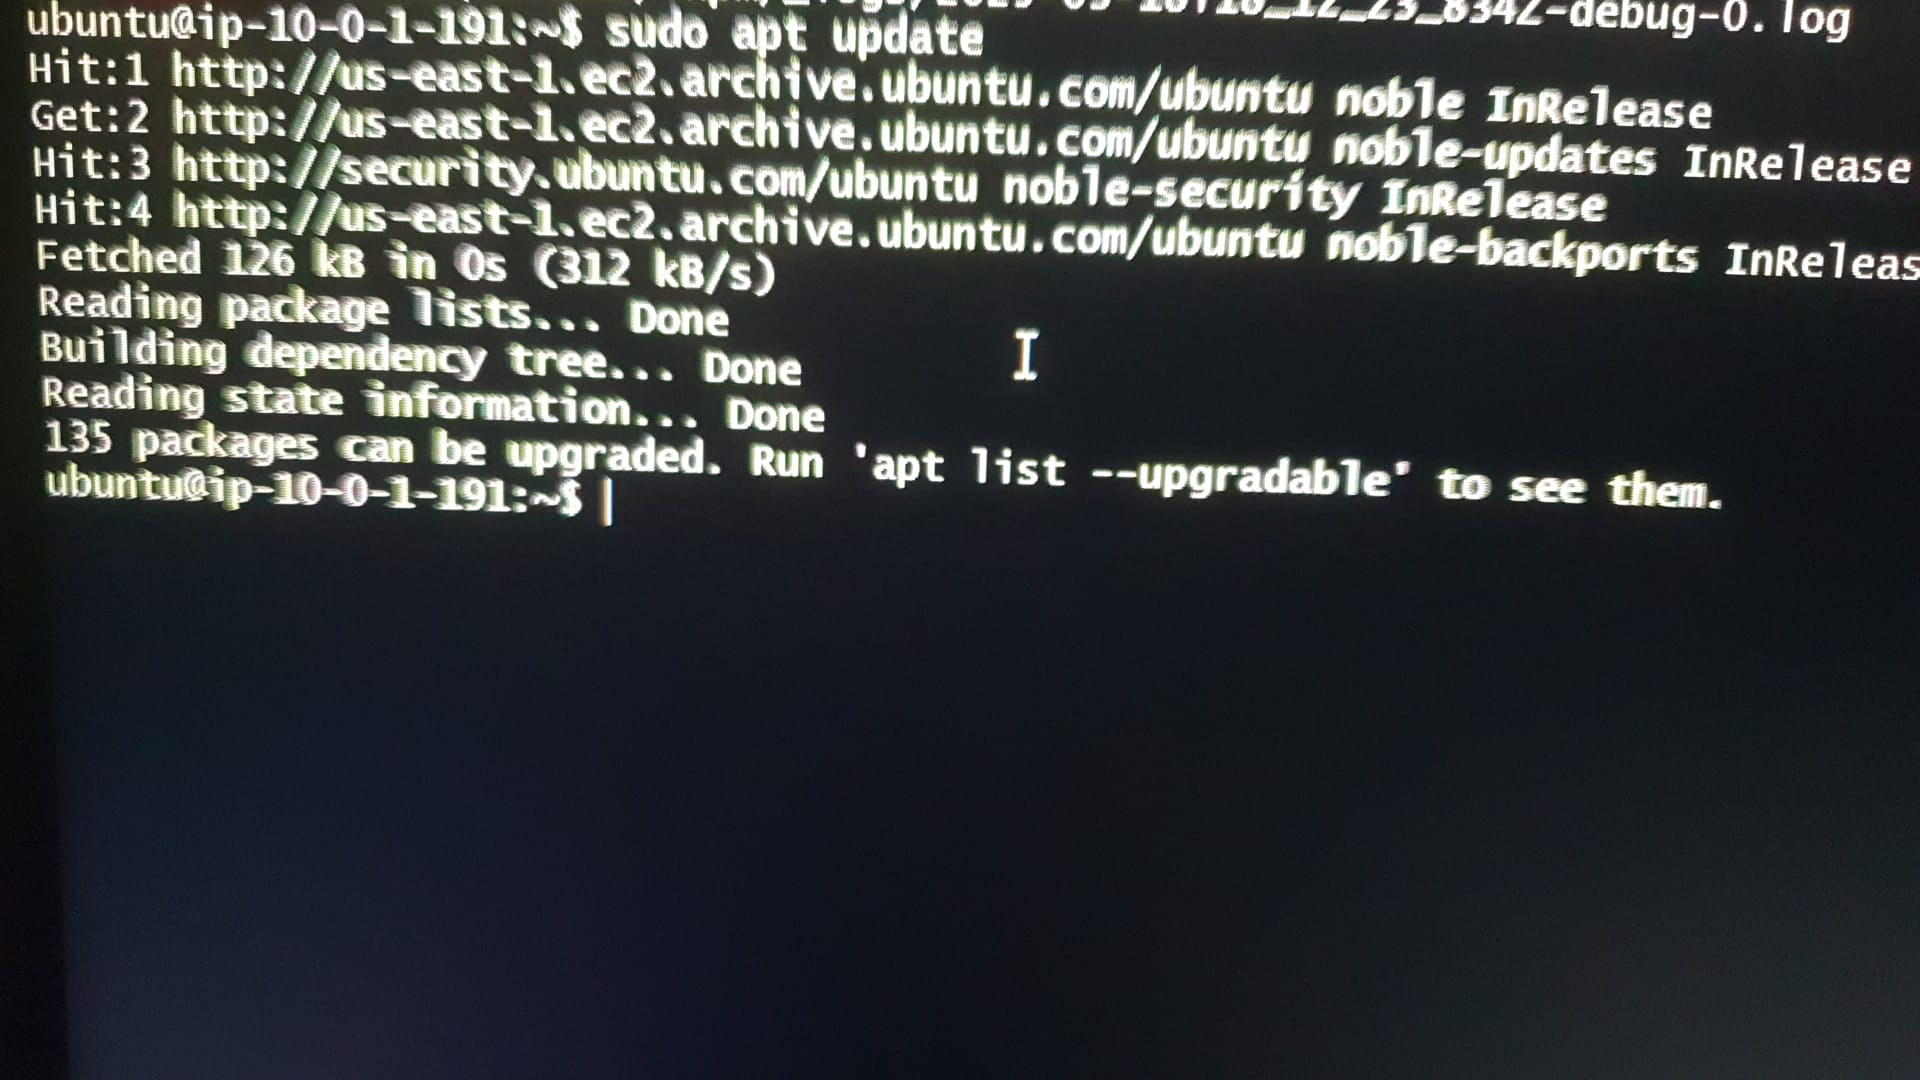 debug-0.log
ubuntu@ip-10-0-1-191:~$ sudo apt update
Hit:1 http://us-east-1.ec2.archive.ubuntu.com/ubuntu noble InRelease
Get:2 http://us-east-1.ec2.archive.ubuntu.com/ubuntu noble-updates InRelease
Hit:3 http://security.ubuntu.com/ubuntu noble-security InRelease
Hit:4 http://us-east-1.ec2.archive.ubuntu.com/ubuntu noble-backports InReleas
Fetched 126 kB in 0s (312 kB/s)
Reading package lists... Done
Building dependency tree... Done
Reading state information... Done
135 packages can be upgraded. Run 'apt list --upgradable' to see them.
ubuntu@ip-10-0-1-191:~$